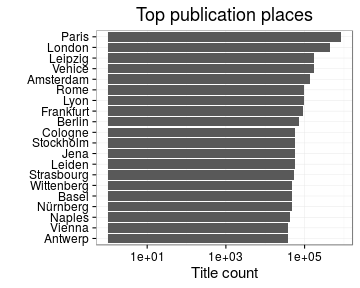 Top publication places
Paris
London
Leipzig
Venice
Amsterdam
Rome
Lyon
Frankfurt
Berlin
Cologne
Stockholm
Jena
Leiden
Strasbourg
Wittenberg
Basel
Nürnberg
Naples
Vienna
Antwerp
1e+01 1e+03 1e+05
Title count